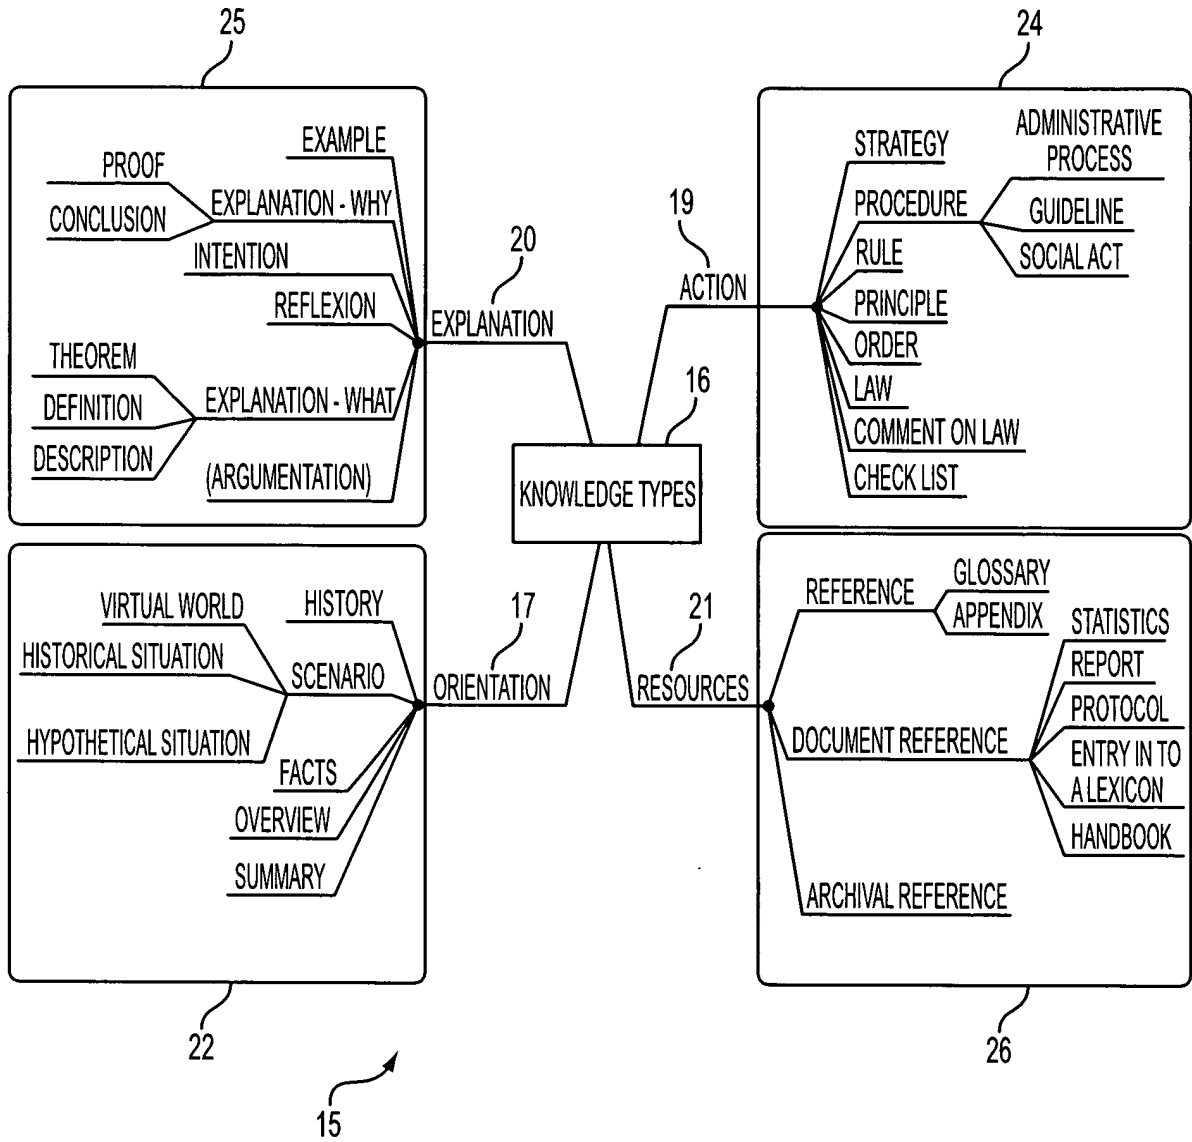 25
EXAMPLE
PROOF
EXPLANATION - WHY
CONCLUSION
INTENTION
REFLEXION
THEOREM
EXPLANATION - WHAT
DEFINITION
DESCRIPTION
(ARGUMENTATION)
20
EXPLANATION
24
19
ACTION
STRATEGY
ADMINISTRATIVE
PROCESS
PROCEDURE
GUIDELINE
SOCIAL ACT
RULE
PRINCIPLE
ORDER
LAW
COMMENT ON LAW
CHECK LIST
16
KNOWLEDGE TYPES
HISTORY
VIRTUAL WORLD
HISTORICAL SITUATION
SCENARIO
HYPOTHETICAL SITUATION
FACTS
OVERVIEW
SUMMARY
17
ORIENTATION
22
21
RESOURCES
REFERENCE
GLOSSARY
APPENDIX
STATISTICS
REPORT
PROTOCOL
DOCUMENT REFERENCE
ENTRY IN TO
A LEXICON
HANDBOOK
ARCHIVAL REFERENCE
26
15